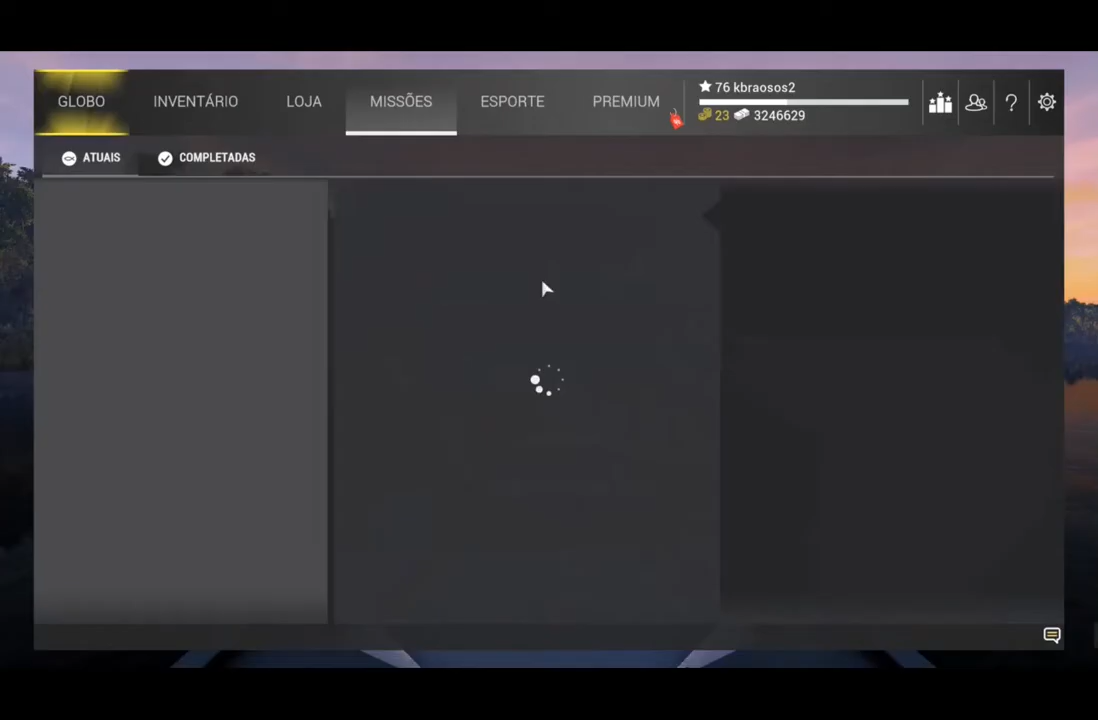 GLOBO INVENTÁRIO LOJA MISSÕES ESPORTE PREMIUM
76 kbraosos2
23 3246629
?
ATUAIS COMPLETADAS